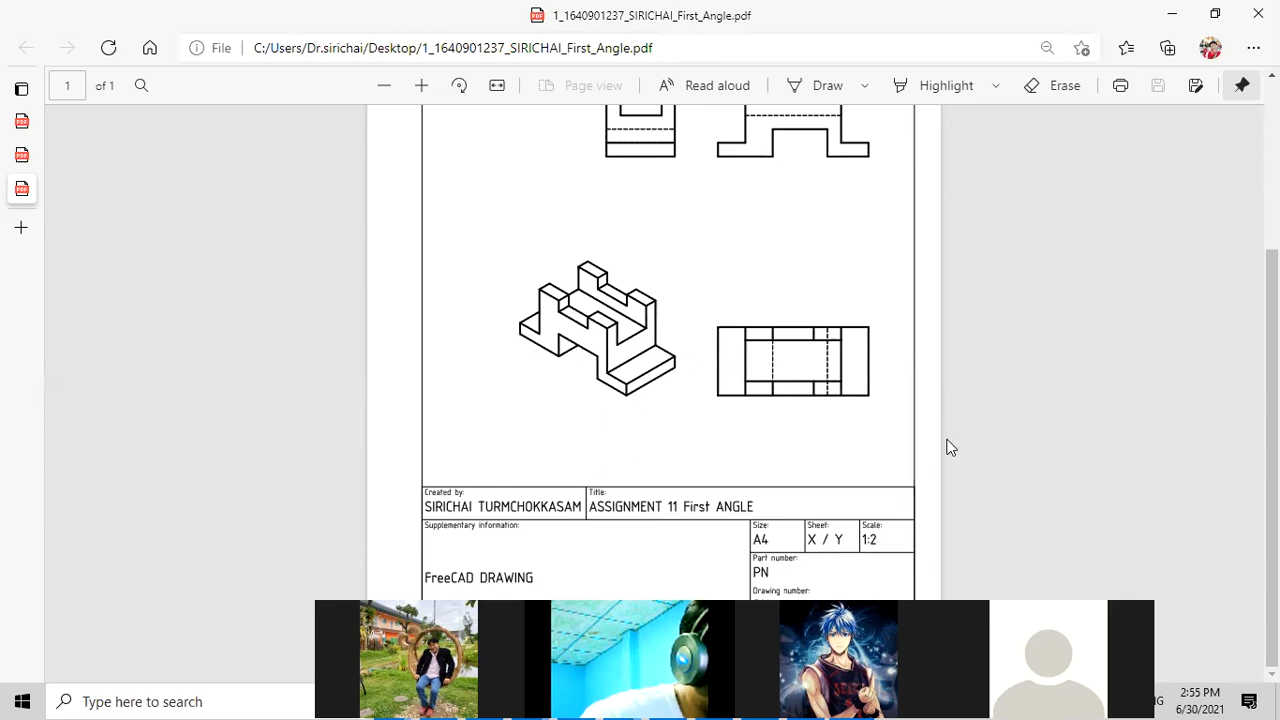 1_1640901237_SIRICHAI_First_Angle.pdf
File C:/Users/Dr.sirichai/Desktop/1_1640901237_SIRICHAI_First_Angle.pdf
1 of 1 Page view Read aloud Draw Highlight Erase
Created by: Title:
SIRICHAI TURMCHOKKASAM ASSIGNMENT 11 First ANGLE
Supplementary information: Size: Sheet: Scale:
A4 X / Y 1:2
Part number:
PN
FreeCAD DRAWING
Drawing number:
Type here to search
2:55 PM
6/30/2021